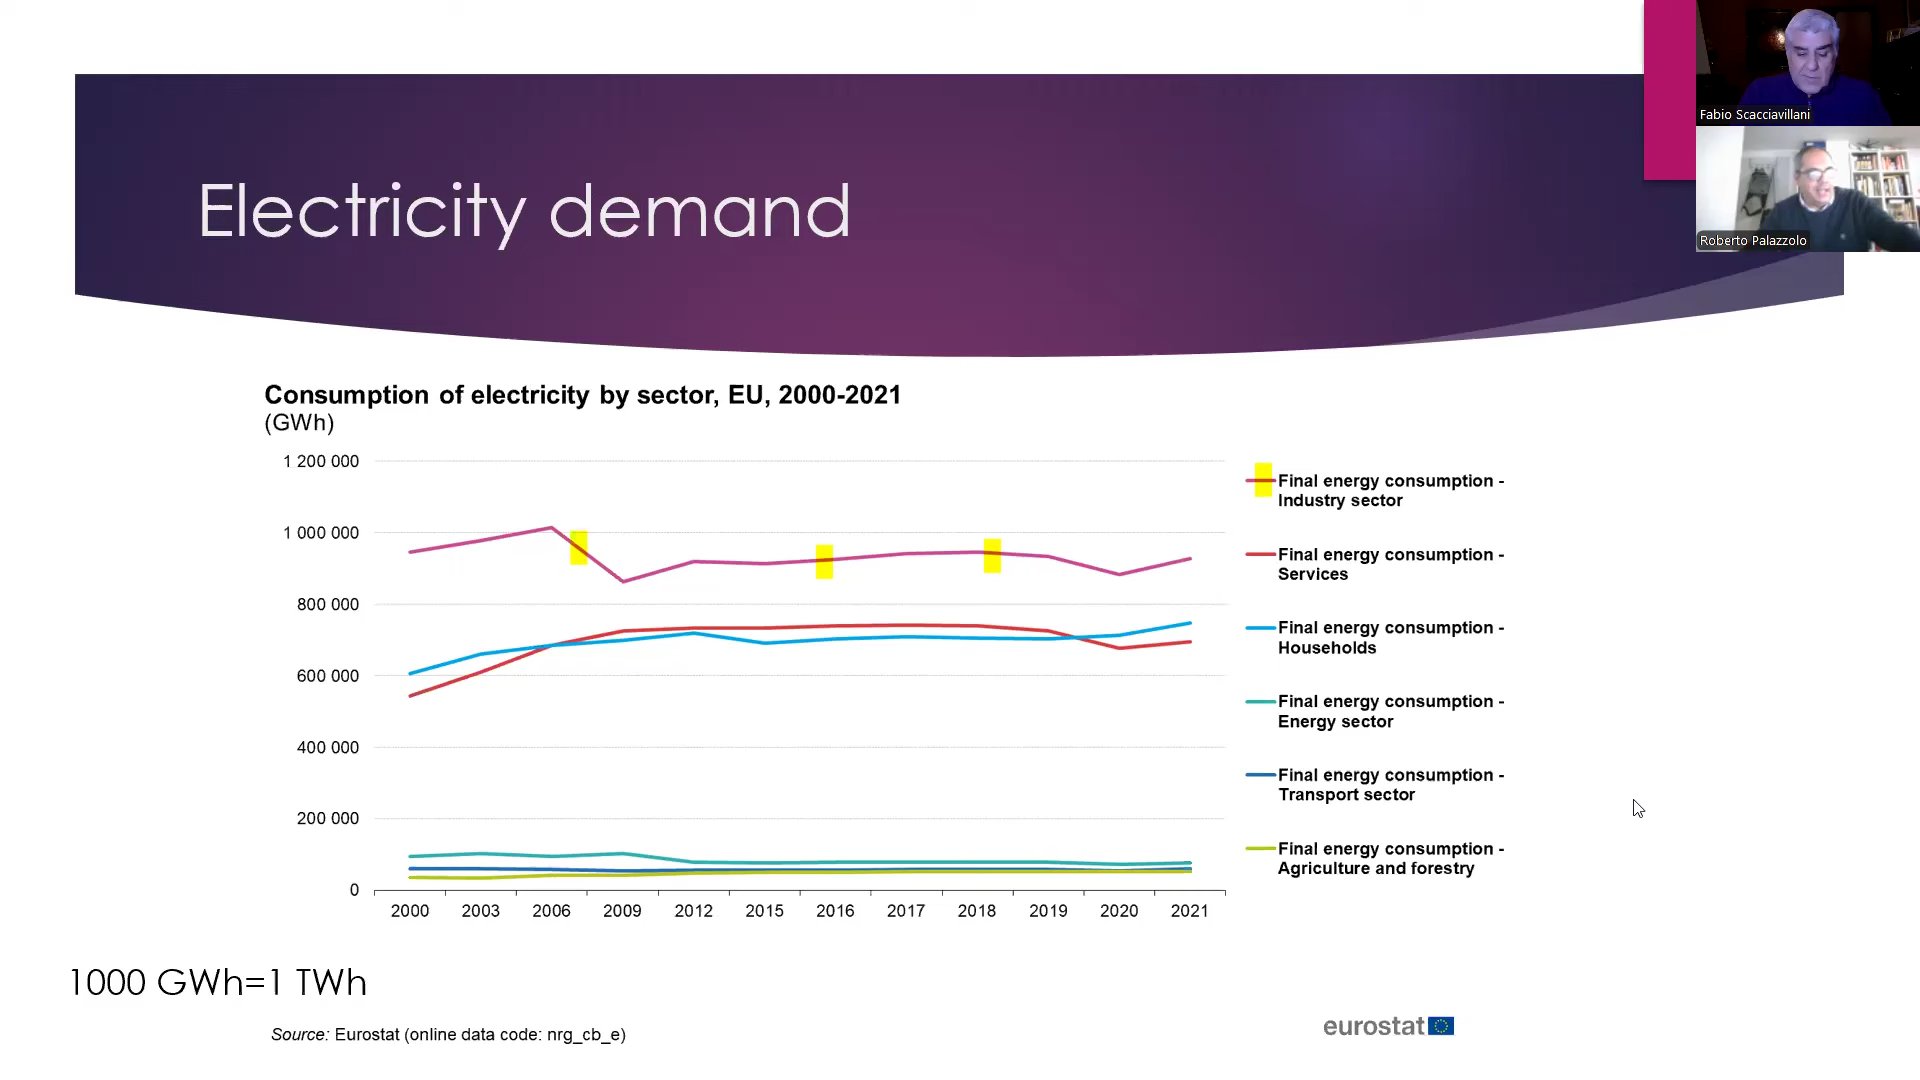 Fabio Scacciavillani
Electricity demand
Roberto Palazzolo
Consumption of electricity by sector, EU, 2000-2021
(GWh)
1 200 000
1 000 000
800 000
600 000
400 000
200 000
0
2000 2003 2006 2009 2012 2015 2016 2017 2018 2019 2020 2021
Final energy consumption -
Industry sector
Final energy consumption -
Services
Final energy consumption -
Households
Final energy consumption -
Energy sector
Final energy consumption -
Transport sector
Final energy consumption -
Agriculture and forestry
1000 GWh=1 TWh
Source: Eurostat (online data code: nrg_cb_e)
eurostat